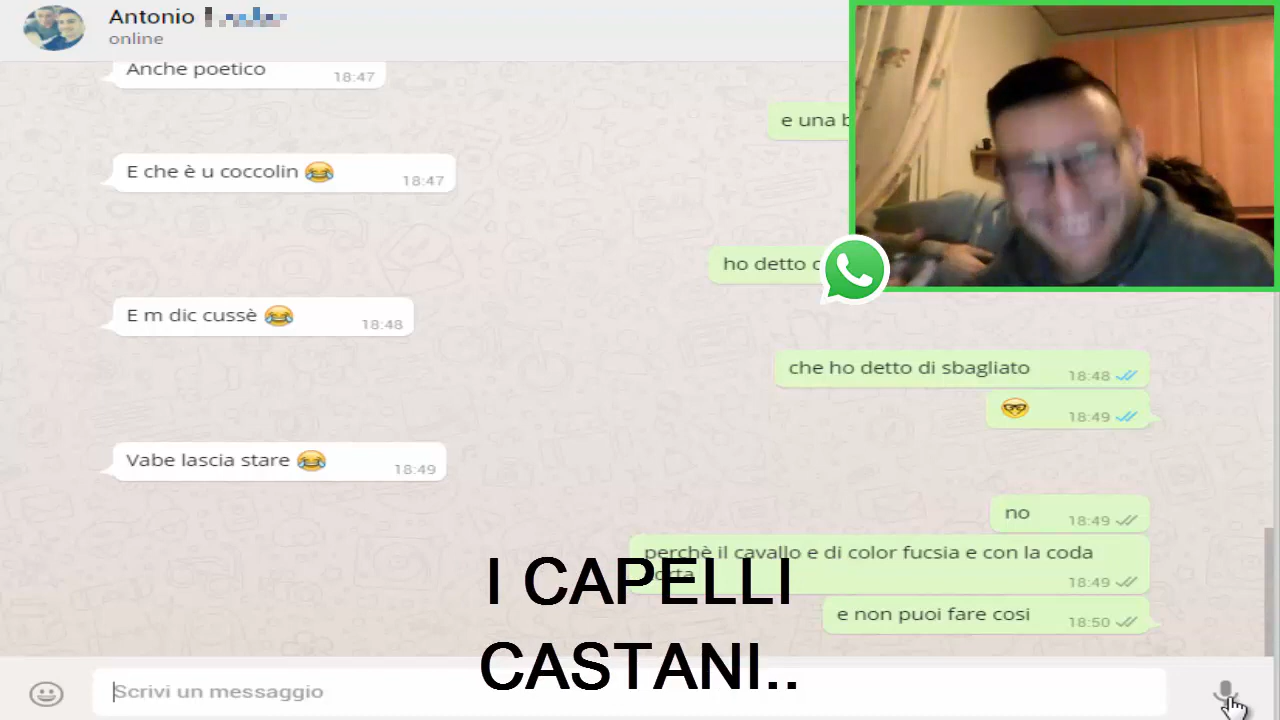 Antonio
online
Anche poetico 18:47
e una
E che è u coccolin 😂 18:47
ho detto
E m dic cussè 😂 18:48
che ho detto di sbagliato 18:48
🤓 18:49
Vabe lascia stare 😂 18:49
no 18:49
perchè il cavallo e di color fucsia e con la coda
18:49
e non puoi fare cosi 18:50
I CAPELLI
CASTANI..
Scrivi un messaggio